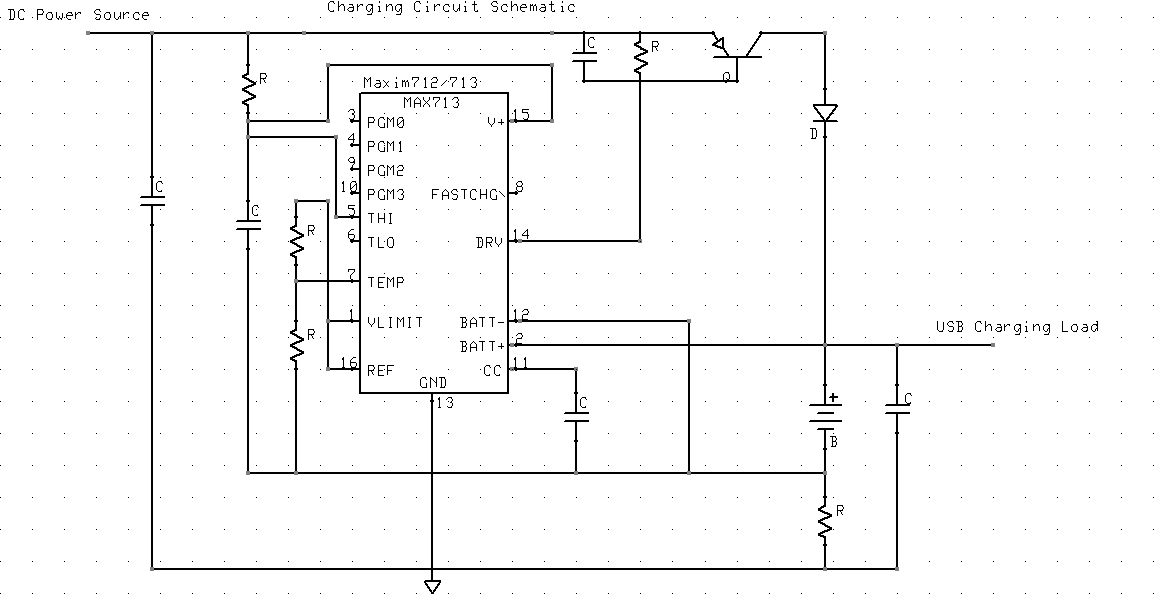 Charging Circuit Schematic
DC Power Source
C
R
Q
R
Maxim712/713
MAX713
3
PGM0
V+
15
D
4
PGM1
9
PGM2
10
PGM3
FASTCHG\
8
C
C
5
THI
R
6
TLO
DRV
14
7
TEMP
1
VLIMIT
BATT-
12
R
BATT+
2
USB Charging Load
16
REF
CC
11
GND
13
C
+
C
B
R